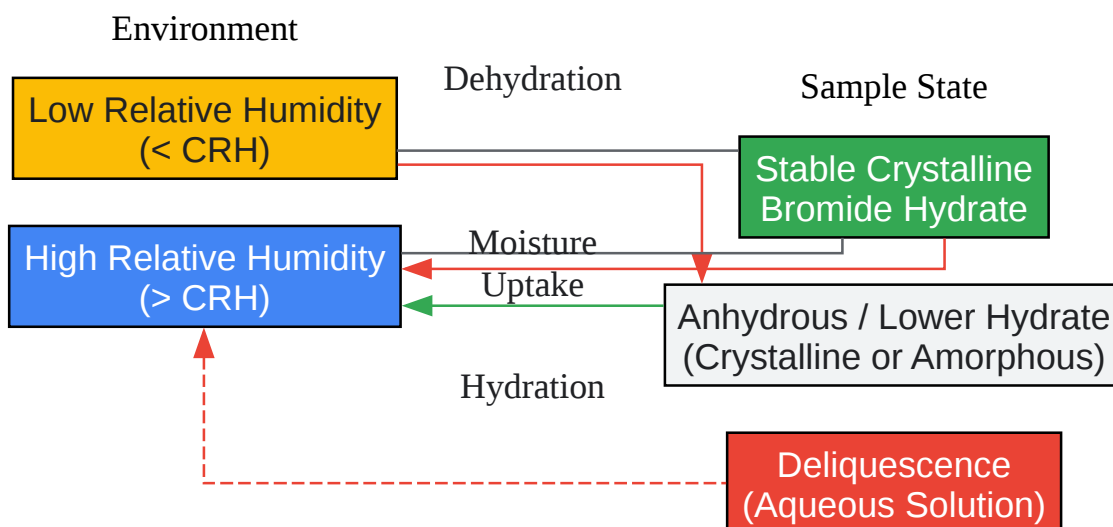 Environment
Dehydration
Sample State
Low Relative Humidity
(< CRH)
Stable Crystalline
Bromide Hydrate
High Relative Humidity
(> CRH)
Moisture
Uptake
Anhydrous / Lower Hydrate
(Crystalline or Amorphous)
Hydration
Deliquescence
(Aqueous Solution)